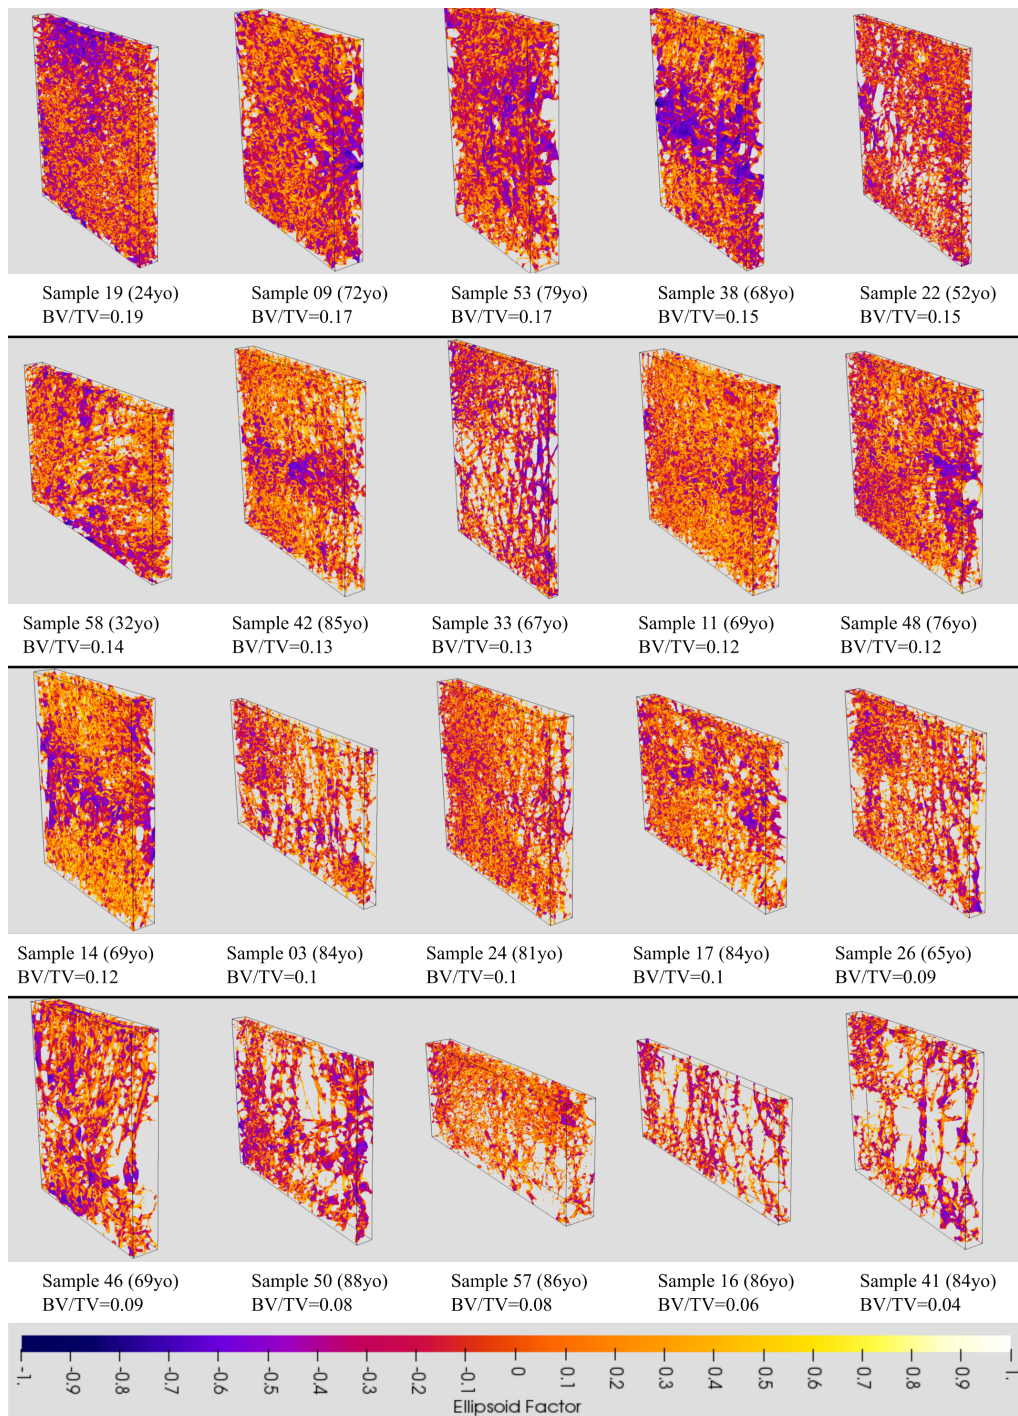 Sample 19 (24yo)
BV/TV=0.19
Sample 09 (72yo)
BV/TV=0.17
Sample 53 (79yo)
BV/TV=0.17
Sample 38 (68yo)
BV/TV=0.15
Sample 22 (52yo)
BV/TV=0.15
Sample 58 (32yo)
BV/TV=0.14
Sample 42 (85yo)
BV/TV=0.13
Sample 33 (67yo)
BV/TV=0.13
Sample 11 (69yo)
BV/TV=0.12
Sample 48 (76yo)
BV/TV=0.12
Sample 14 (69yo)
BV/TV=0.12
Sample 03 (84yo)
BV/TV=0.1
Sample 24 (81yo)
BV/TV=0.1
Sample 17 (84yo)
BV/TV=0.1
Sample 26 (65yo)
BV/TV=0.09
Sample 46 (69yo)
BV/TV=0.09
Sample 50 (88yo)
BV/TV=0.08
Sample 57 (86yo)
BV/TV=0.08
Sample 16 (86yo)
BV/TV=0.06
Sample 41 (84yo)
BV/TV=0.04
-1. -0.9 -0.8 -0.7 -0.6 -0.5 -0.4 -0.3 -0.2 -0.1 0 0.1 0.2 0.3 0.4 0.5 0.6 0.7 0.8 0.9 1.
Ellipsoid Factor